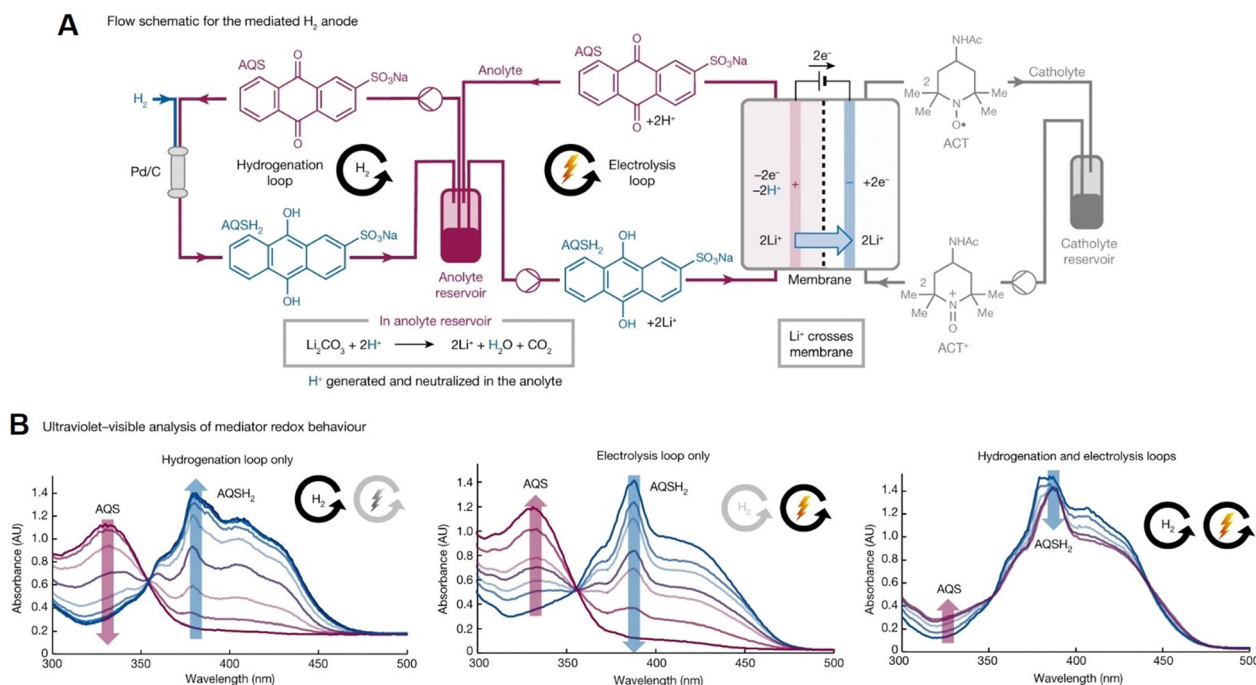 A
Flow schematic for the mediated H₂ anode
AQS
O
O
SO₃Na
H₂
Pd/C
Hydrogenation
loop
H₂
AQSH₂
OH
OH
SO₃Na
Anolyte
Anolyte
reservoir
AQS
O
O
SO₃Na
+2H⁺
Electrolysis
loop
AQSH₂
OH
OH
SO₃Na
+2Li⁺
2e⁻
−2e⁻
−2H⁺
+
−
+2e⁻
2Li⁺
2Li⁺
Membrane
Li⁺ crosses
membrane
NHAc
2
Me
Me
Me
Me
N
O•
ACT
Catholyte
Catholyte
reservoir
NHAc
2
Me
Me
Me
Me
+
N
O
ACT⁺
In anolyte reservoir
Li₂CO₃ + 2H⁺ ⟶ 2Li⁺ + H₂O + CO₂
H⁺ generated and neutralized in the anolyte
B
Ultraviolet–visible analysis of mediator redox behaviour
Hydrogenation loop only
AQS
AQSH₂
H₂
Absorbance (AU)
1.4
1.2
1.0
0.8
0.6
0.4
0.2
0
300 350 400 450 500
Wavelength (nm)
Electrolysis loop only
AQS
AQSH₂
H₂
Absorbance (AU)
1.4
1.2
1.0
0.8
0.6
0.4
0.2
0
300 350 400 450 500
Wavelength (nm)
Hydrogenation and electrolysis loops
AQSH₂
AQS
H₂
Absorbance (AU)
1.4
1.2
1.0
0.8
0.6
0.4
0.2
0
300 350 400 450 500
Wavelength (nm)